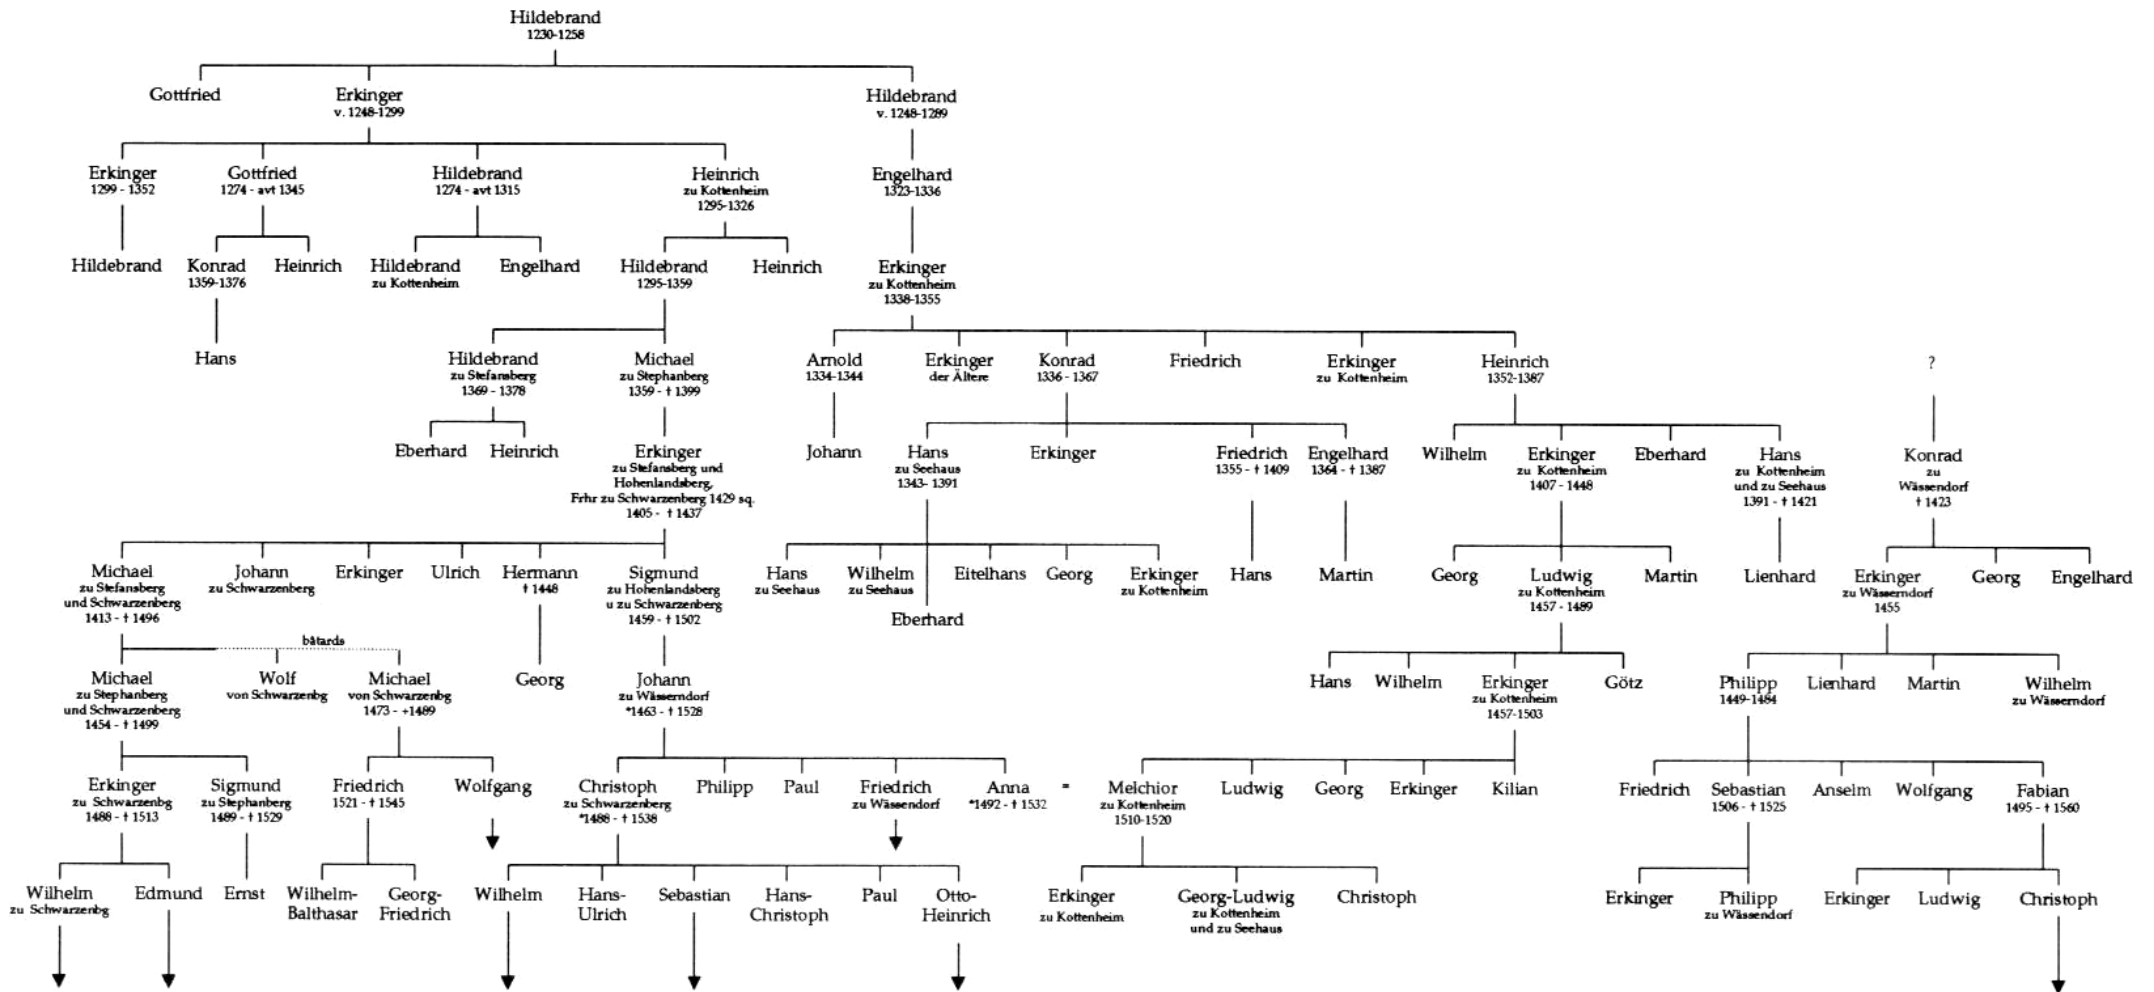 Hildebrand
1230-1258
Gottfried
Erkinger
v. 1248-1299
Hildebrand
v. 1248-1289
Erkinger
1299 - 1352
Gottfried
1274 - avt 1345
Hildebrand
1274 - avt 1315
Heinrich
zu Kottenheim
1295-1326
Engelhard
1323-1336
Hildebrand
Konrad
1359-1376
Heinrich
Hildebrand
zu Kottenheim
Engelhard
Hildebrand
1295-1359
Heinrich
Erkinger
zu Kottenheim
1338-1355
Hans
Hildebrand
zu Stefansberg
1369 - 1378
Michael
zu Stephanberg
1359 - † 1399
Arnold
1334-1344
Erkinger
der Ältere
Konrad
1336 - 1367
Friedrich
Erkinger
zu Kottenheim
Heinrich
1352-1387
?
Eberhard
Heinrich
Erkinger
zu Stefansberg und
Hohenlandsberg,
Frhr zu Schwarzenberg 1429 sq.
1405 - † 1437
Johann
Hans
zu Seehaus
1343- 1391
Erkinger
Friedrich
1355 - † 1409
Engelhard
1364 - † 1387
Wilhelm
Erkinger
zu Kottenheim
1407 - 1448
Eberhard
Hans
zu Kottenheim
und zu Seehaus
1391 - † 1421
Konrad
zu
Wässendorf
† 1423
Michael
zu Stefansberg
und Schwarzenberg
1413 - † 1496
Johann
zu Schwarzenberg
Erkinger
Ulrich
Hermann
† 1448
Sigmund
zu Hohenlandsberg
u zu Schwarzenberg
1459 - † 1502
Hans
zu Seehaus
Wilhelm
zu Seehaus
Eitelhans
Georg
Erkinger
zu Kottenheim
Hans
Martin
Georg
Ludwig
zu Kottenheim
1457 - 1489
Martin
Lienhard
Erkinger
zu Wässerndorf
1455
Georg
Engelhard
Eberhard
bâtards
Michael
zu Stephanberg
und Schwarzenberg
1454 - † 1499
Wolf
von Schwarzenbg
Michael
von Schwarzenbg
1473 - +1489
Georg
Johann
zu Wässerndorf
*1463 - † 1528
Hans
Wilhelm
Erkinger
zu Kottenheim
1457-1503
Götz
Philipp
1449-1484
Lienhard
Martin
Wilhelm
zu Wässerndorf
Erkinger
zu Schwarzenbg
1488 - † 1513
Sigmund
zu Stephanberg
1489 - † 1529
Friedrich
1521 - † 1545
Wolfgang
Christoph
zu Schwarzenberg
*1488 - † 1538
Philipp
Paul
Friedrich
zu Wässendorf
Anna
*1492 - † 1532
=
Melchior
zu Kottenheim
1510-1520
Ludwig
Georg
Erkinger
Kilian
Friedrich
Sebastian
1506 - † 1525
Anselm
Wolfgang
Fabian
1495 - † 1560
Wilhelm
zu Schwarzenbg
Edmund
Ernst
Wilhelm-
Balthasar
Georg-
Friedrich
Wilhelm
Hans-
Ulrich
Sebastian
Hans-
Christoph
Paul
Otto-
Heinrich
Erkinger
zu Kottenheim
Georg-Ludwig
zu Kottenheim
und zu Seehaus
Christoph
Erkinger
Philipp
zu Wässendorf
Erkinger
Ludwig
Christoph